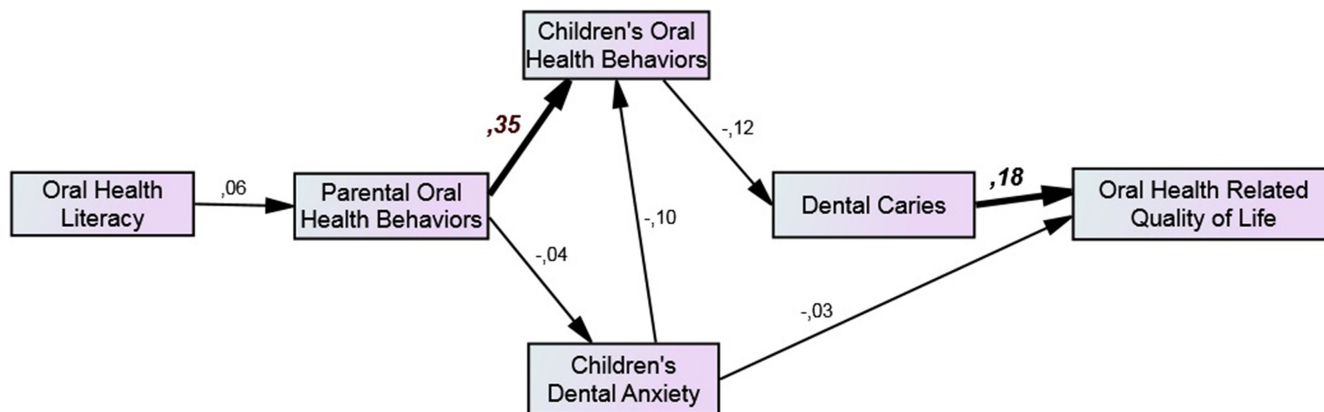 Children's Oral
Health Behaviors
,35
-,12
Oral Health
Literacy
,06
Parental Oral
Health Behaviors
-,04
-,10
Dental Caries
,18
Oral Health Related
Quality of Life
-,03
Children's
Dental Anxiety